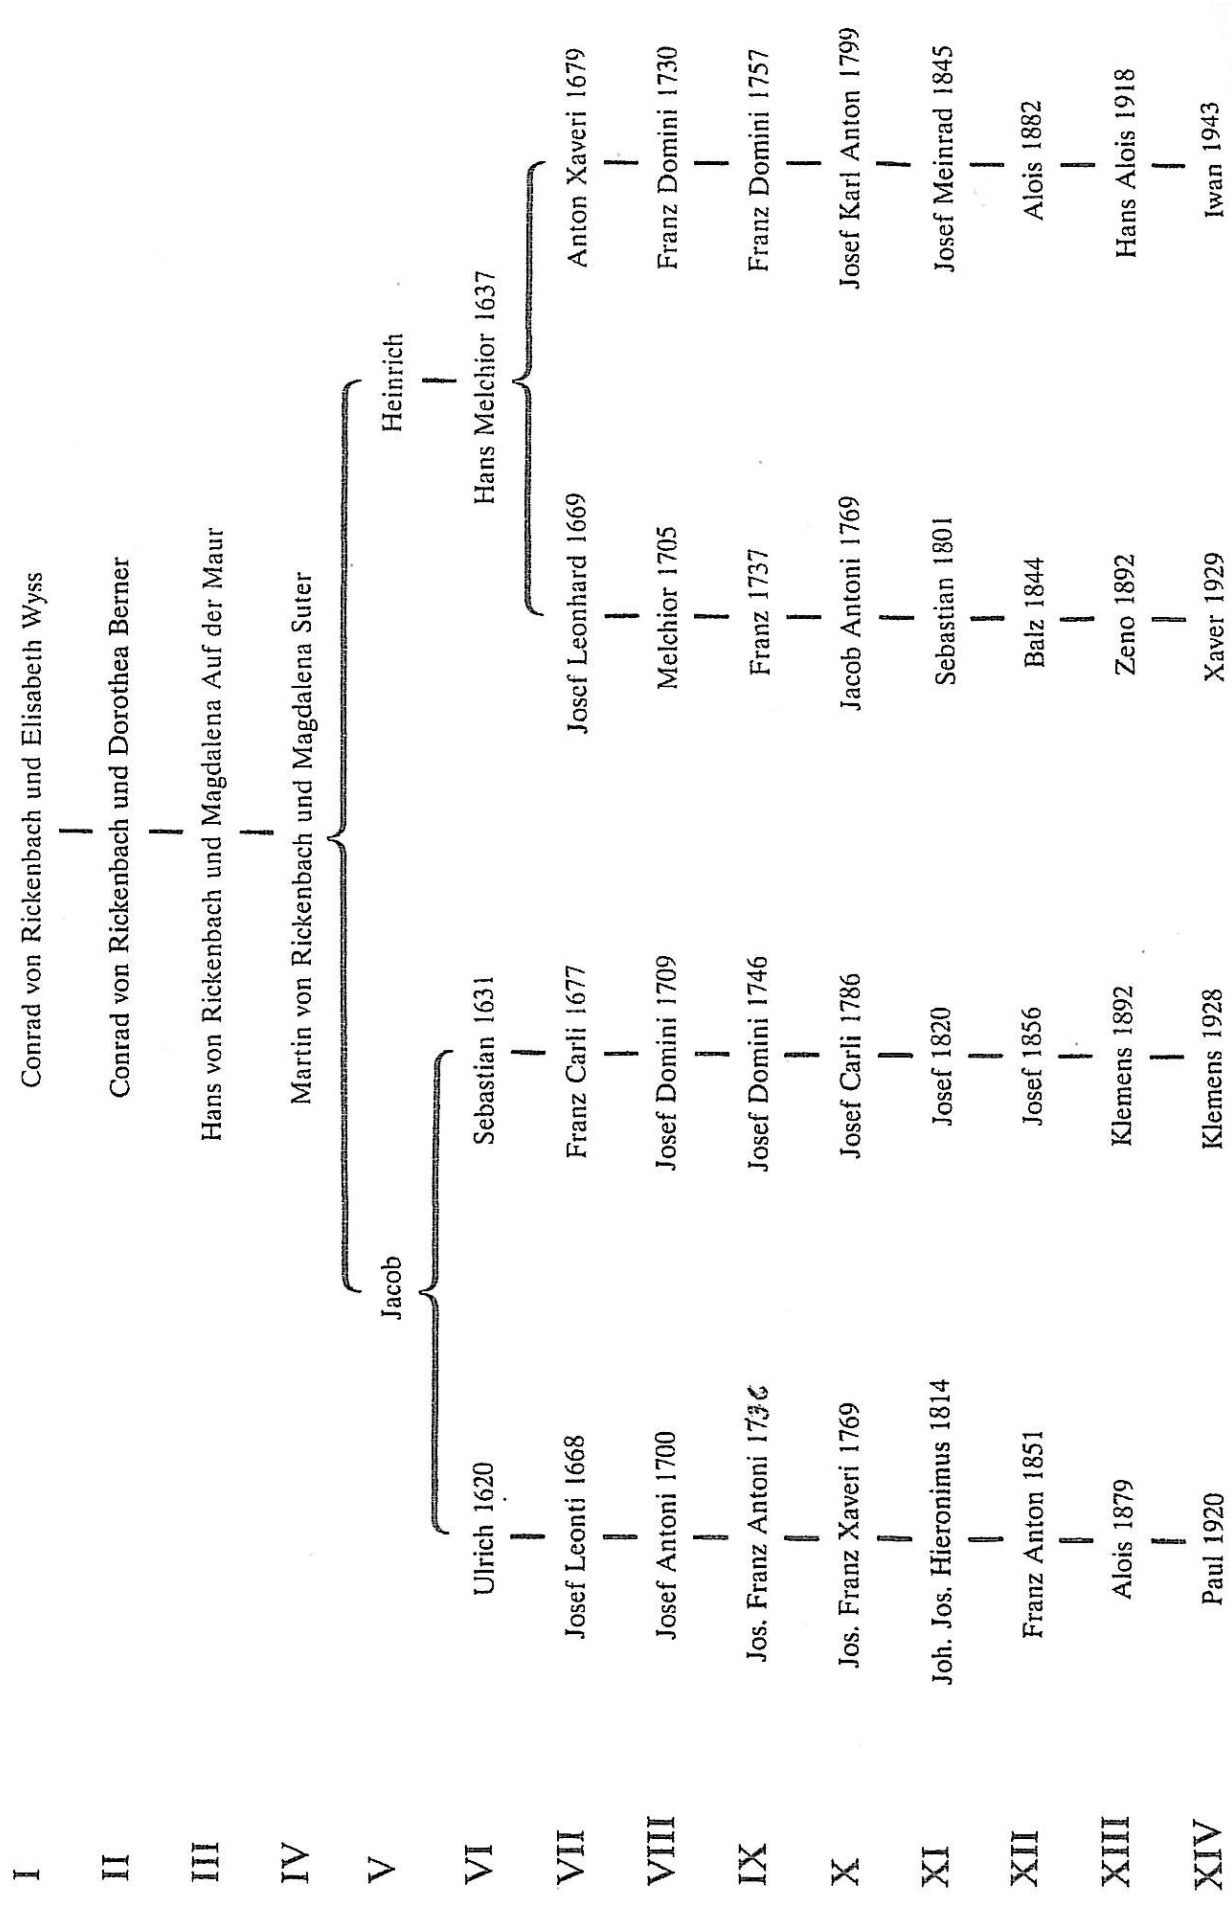 I Conrad von Rickenbach und Elisabeth Wyss
II Conrad von Rickenbach und Dorothea Berner
III Hans von Rickenbach und Magdalena Auf der Maur
IV Martin von Rickenbach und Magdalena Suter
V Jacob Heinrich
VI Ulrich 1620 Sebastian 1631 Hans Melchior 1637
VII Josef Leonti 1668 Franz Carli 1677 Josef Leonhard 1669 Anton Xaveri 1679
VIII Josef Antoni 1700 Josef Domini 1709 Melchior 1705 Franz Domini 1730
IX Jos. Franz Antoni Josef Domini 1746 Franz 1737 Franz Domini 1757
X Jos. Franz Xaveri 1769 Josef Carli 1786 Jacob Antoni 1769 Josef Karl Anton 1799
XI Joh. Jos. Hieronimus 1814 Josef 1820 Sebastian 1801 Josef Meinrad 1845
XII Franz Anton 1851 Josef 1856 Balz 1844 Alois 1882
XIII Alois 1879 Klemens 1892 Zeno 1892 Hans Alois 1918
XIV Paul 1920 Klemens 1928 Xaver 1929 Iwan 1943